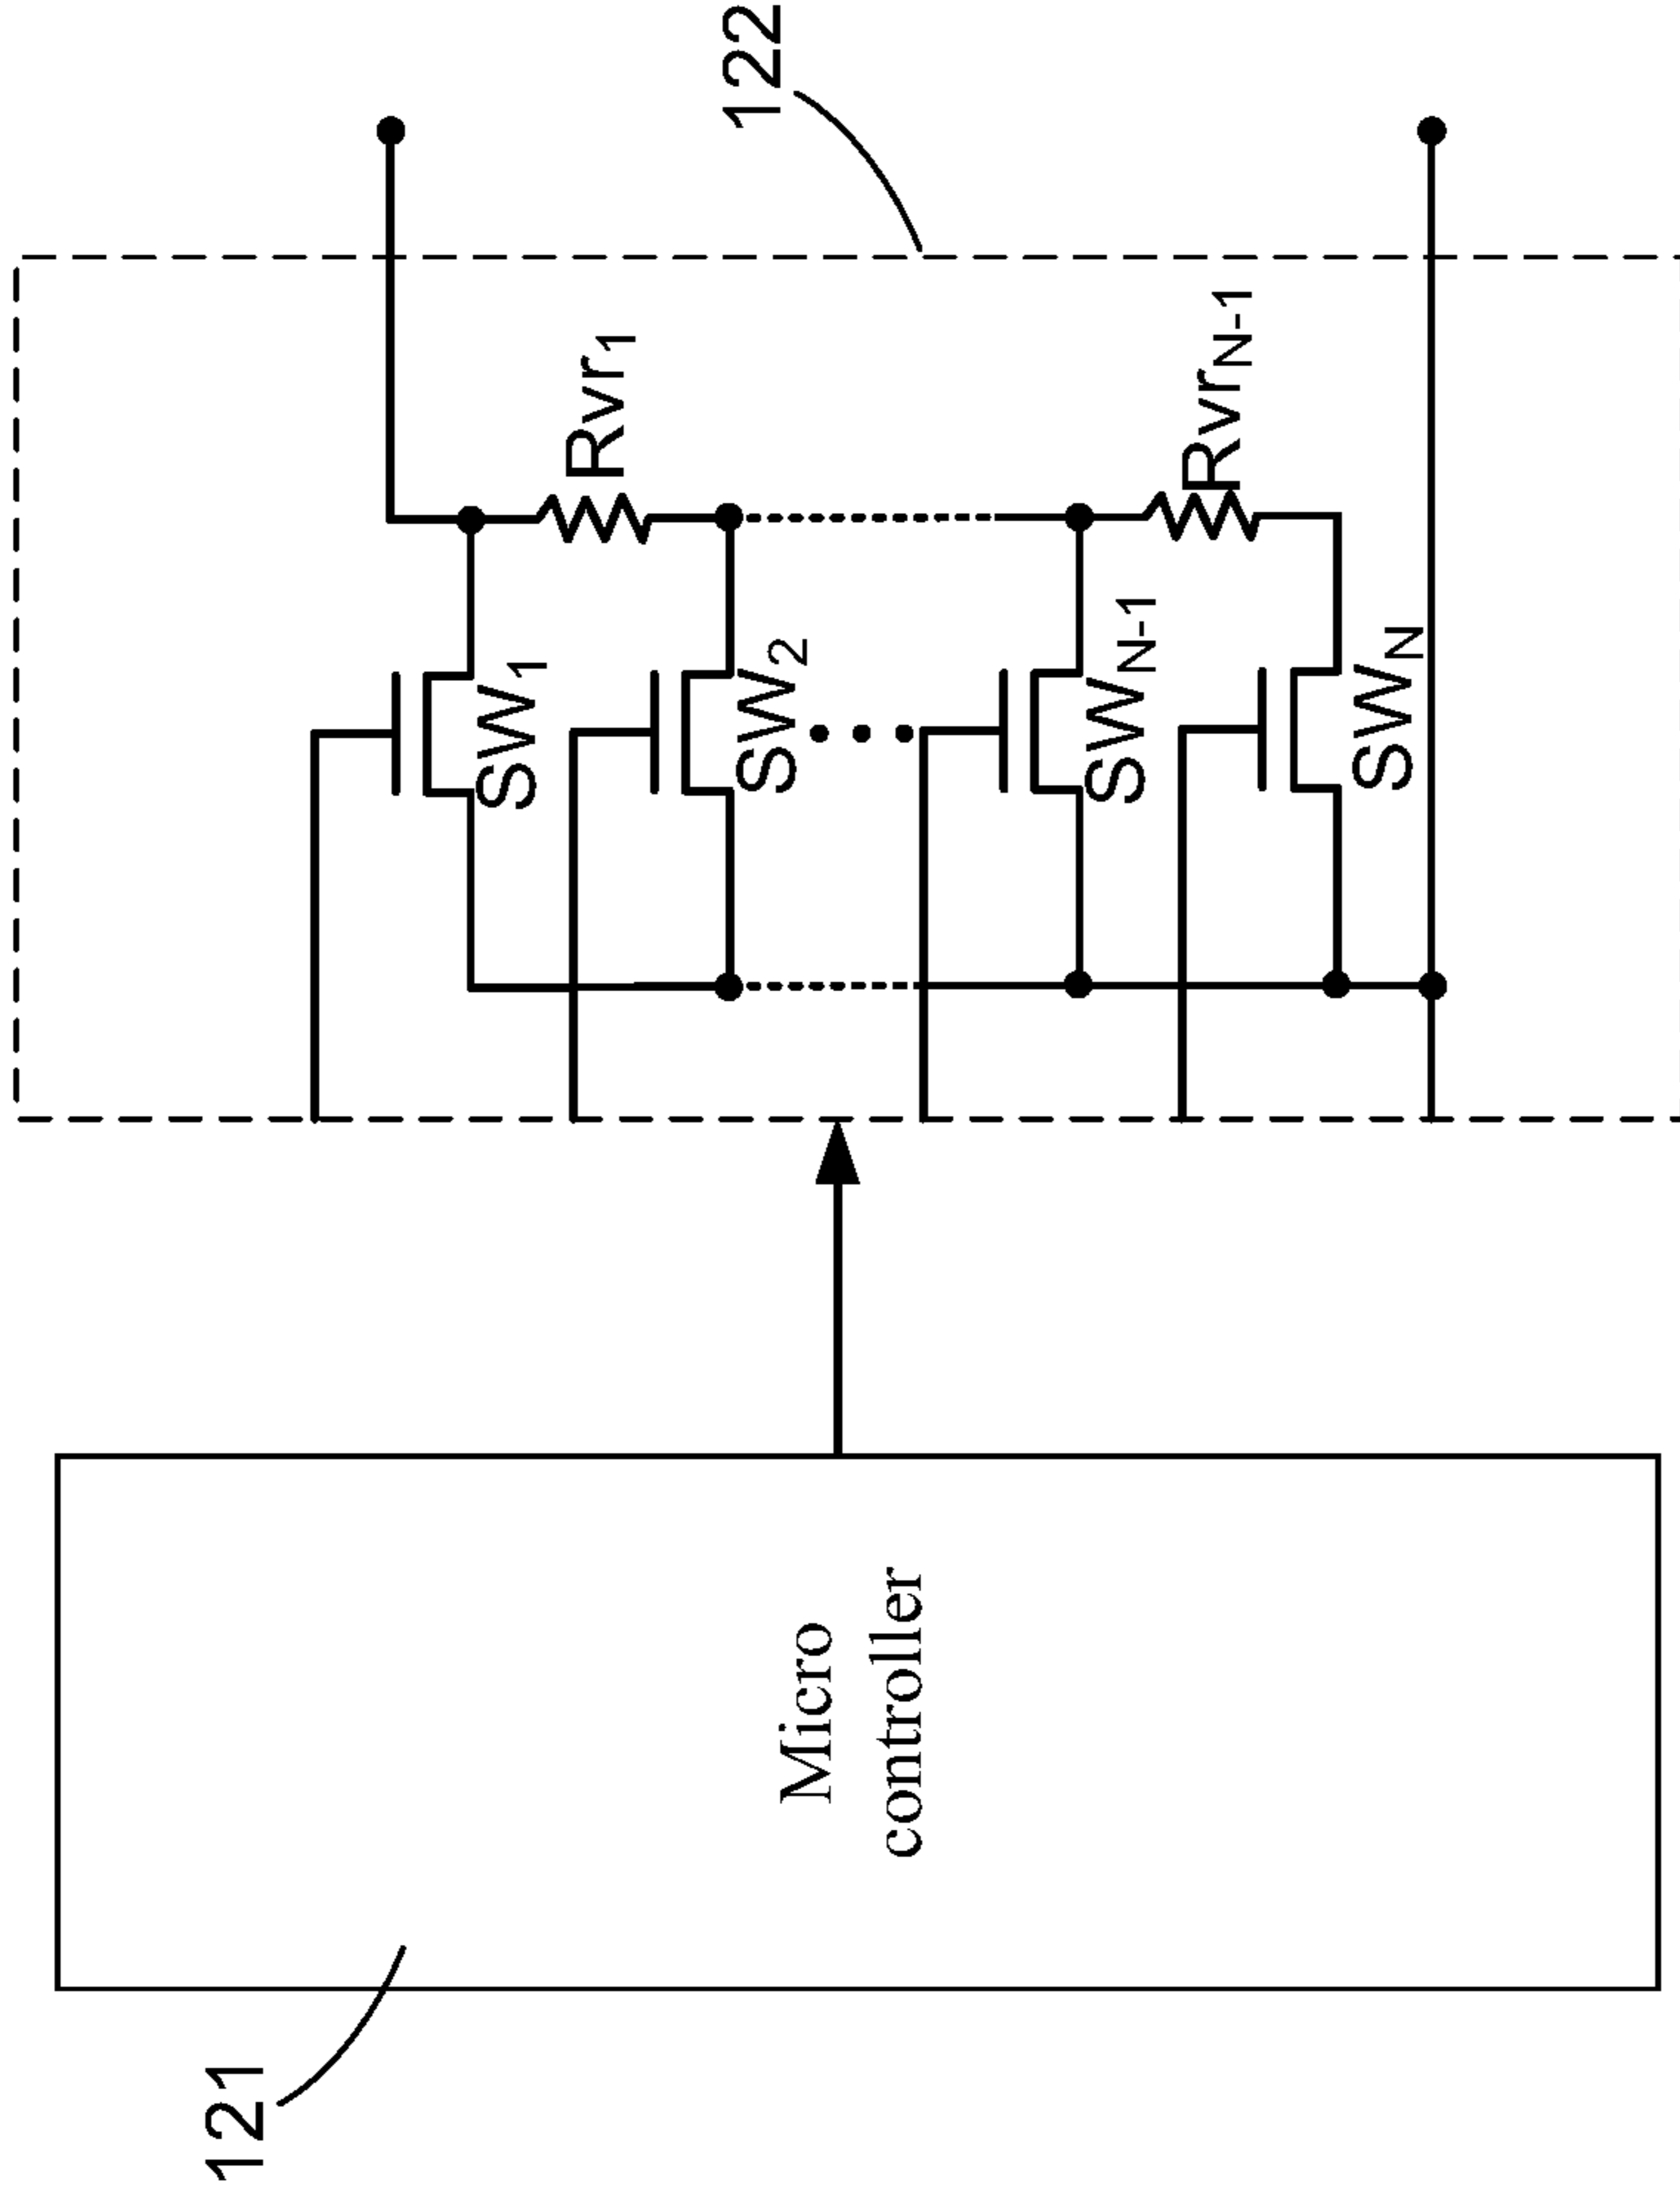 121
Micro
controller
122
SW1
Rvr1
SW2
SWN-1
RvrN-1
SWN